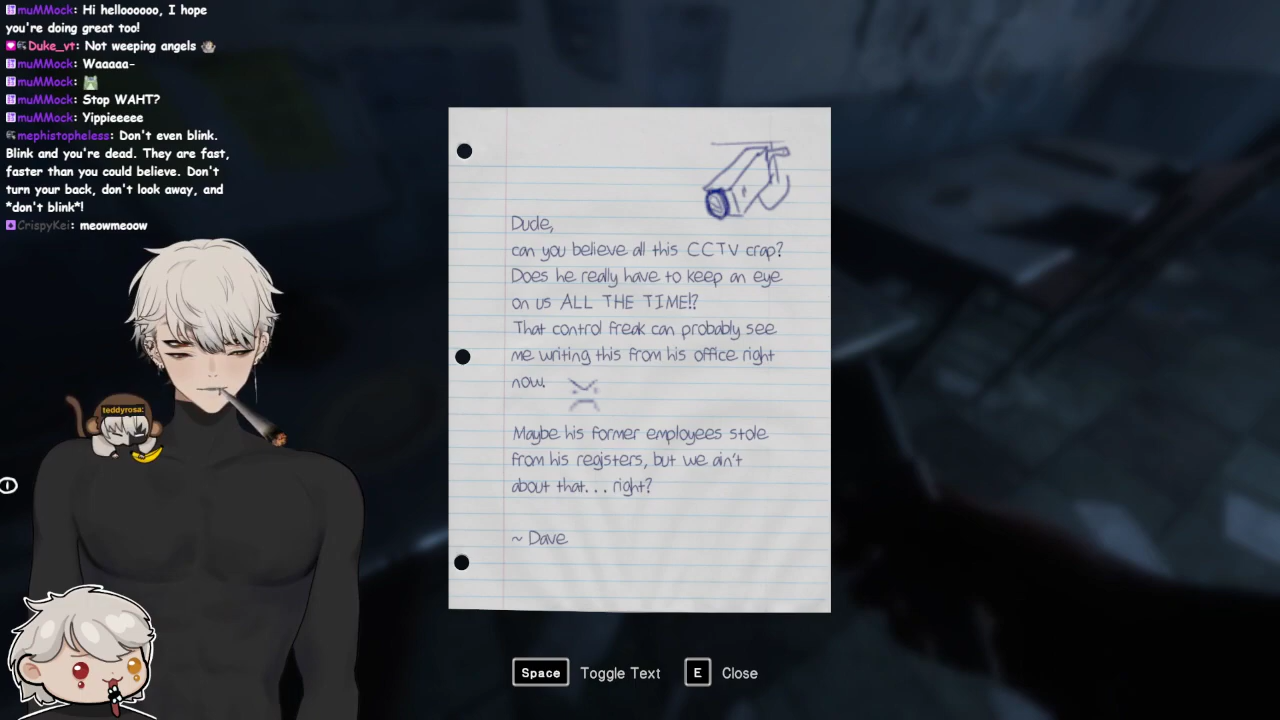 muMMock: Hi helloooooo, I hope
you're doing great too!
Duke_vt: Not weeping angels
muMMock: Waaaaa-
muMMock:
muMMock: Stop WAHT?
muMMock: Yippieeeee
mephistopheless: Don't even blink.
Blink and you're dead. They are fast,
faster than you could believe. Don't
turn your back, don't look away, and
*don't blink*!
CrispyKei: meowmeoow
teddyrosa:
Dude,
can you believe all this CCTV crap?
Does he really have to keep an eye
on us ALL THE TIME!?
That control freak can probably see
me writing this from his office right
now.
Maybe his former employees stole
from his registers, but we ain't
about that... right?
~ Dave
Space Toggle Text E Close